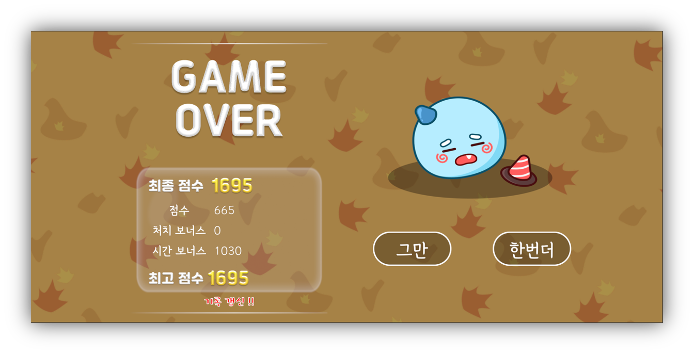 GAME
OVER
최종 점수 1695
점수 665
처치 보너스 0
시간 보너스 1030
최고 점수 1695
기록 갱신!!
그만
한번더